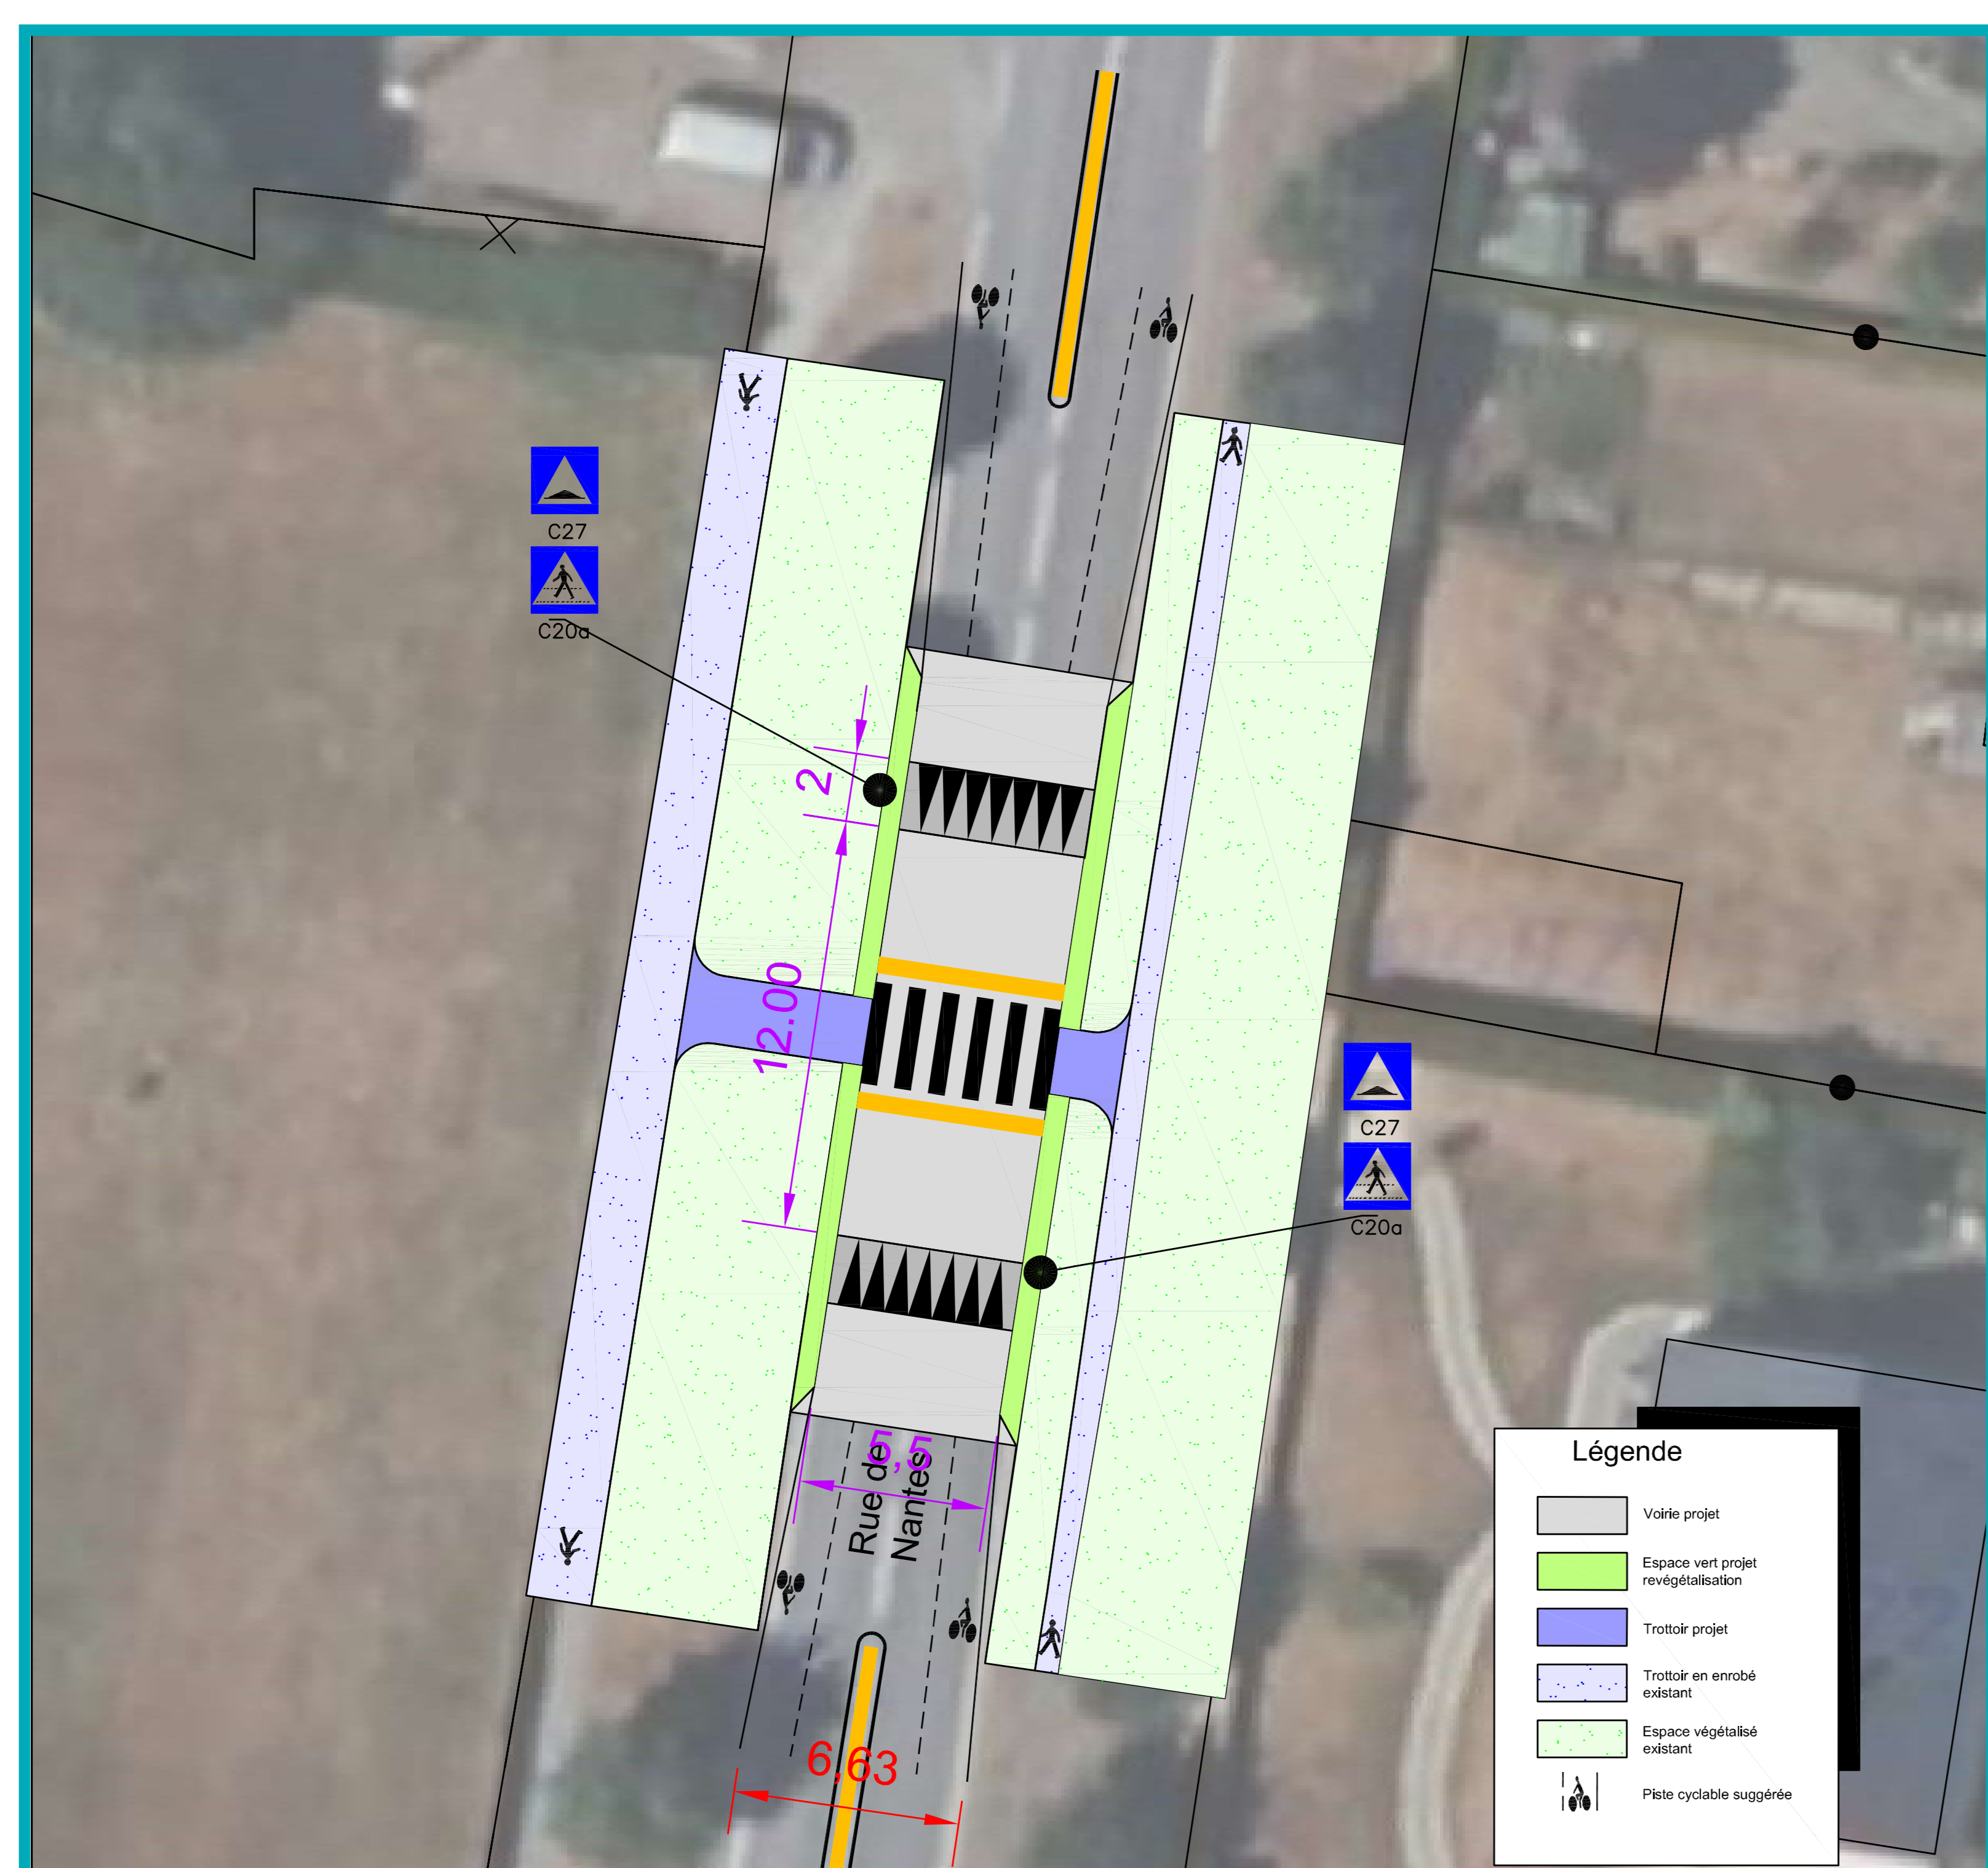 C27
C20a
2
12.00
C27
C20a
5,5
Rue de
Nantes
6,63
Légende
Voirie projet
Espace vert projet
revégétalisation
Trottoir projet
Trottoir en enrobé
existant
Espace végétalisé
existant
Piste cyclable suggérée